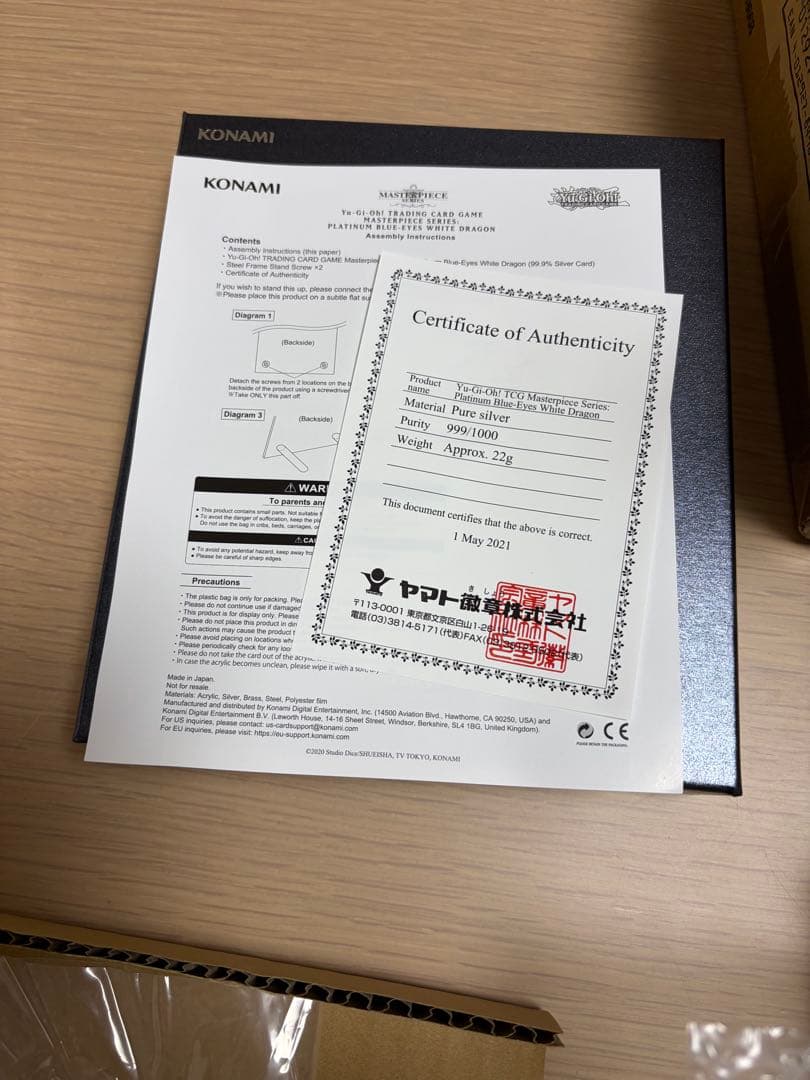 KONAMI
KONAMI
MASTERPIECE
SERIES
Yu-Gi-Oh!
Yu-Gi-Oh! TRADING CARD GAME
MASTERPIECE SERIES:
PLATINUM BLUE-EYES WHITE DRAGON
Assembly Instructions
Contents
・Assembly Instructions (this paper)
・Yu-Gi-Oh! TRADING CARD GAME Blue-Eyes White Dragon (99.9% Silver Card)
・Steel Frame Stand Screw ×2
・Certificate of Authenticity
If you wish to stand this up, please connect the
※Please place this product on a subtle flat
Diagram 1
(Backside)
Detach the screws from 2 locations on the
backside of the product using a
※Take ONLY this part off.
Diagram 3
(Backside)
To parents
• This product contains small parts. Not suitable
• To avoid the danger of suffocation, keep the
Do not use the bag in cribs, beds, carriages,
• To avoid any potential hazard, keep away
• Please be careful of sharp edges.
Precautions
・The plastic bag is only for packing.
・Please do not continue use if damaged
・This product is for display only. Please
・Please do not place this product in
Such actions may cause the product
・Please avoid placing on locations
・Please periodically check for any
・Please do not take the card out of the
・In case the acrylic becomes unclear, please wipe it with a
Made in Japan.
Not for resale.
Materials: Acrylic, Silver, Brass, Steel, Polyester film
Manufactured and distributed by Konami Digital Entertainment, Inc. (14500 Aviation Blvd., Hawthorne, CA 90250, USA) and
Konami Digital Entertainment B.V. (Leworth House, 14-16 Sheet Street, Windsor, Berkshire, SL4 1BG, United Kingdom).
For US inquiries, please contact: us-cardsupport@konami.com
For EU inquiries, please visit: https://eu-support.konami.com
©2020 Studio Dice/SHUEISHA, TV TOKYO, KONAMI
PLEASE RETAIN THE PACKAGING
CE
Certificate of Authenticity
Product name Yu-Gi-Oh! TCG Masterpiece Series: Platinum Blue-Eyes White Dragon
Material Pure silver
Purity 999/1000
Weight Approx. 22g
This document certifies that the above is correct.
1 May 2021
ヤマト徽章株式会社
〒113-0001 東京都文京区白山
電話(03)3814-5171(代表)FAX